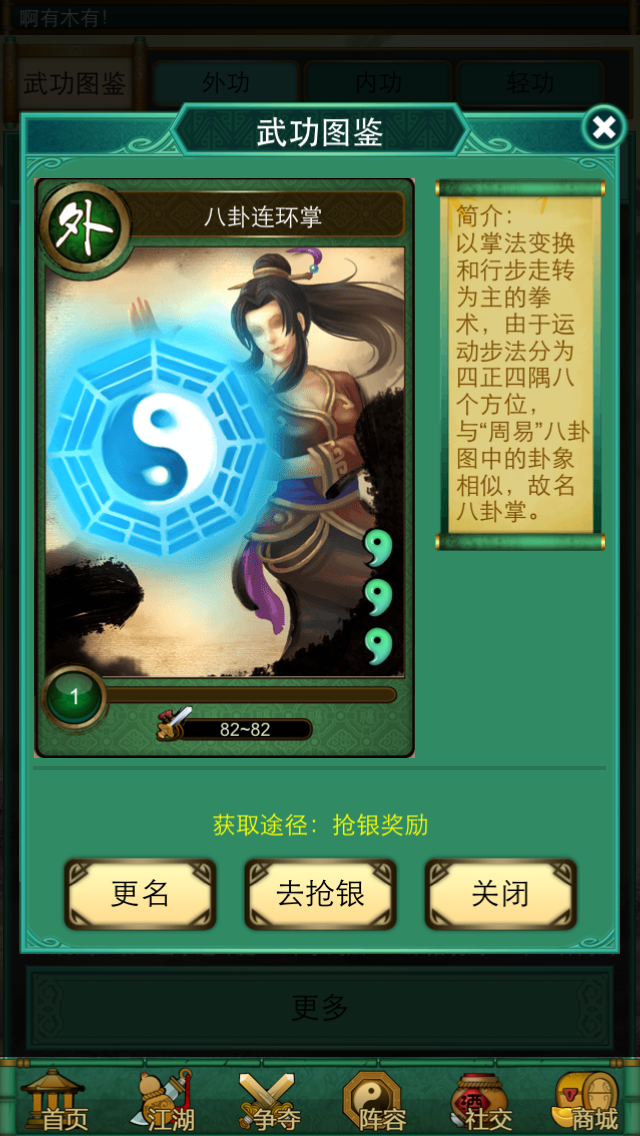 啊有木有!
武功图鉴
外功
内功
轻功
武功图鉴
外
八卦连环掌
简介：
以掌法变换
和行步走转
为主的拳
术，由于运
动步法分为
四正四隅八
个方位，
与“周易”八卦
图中的卦象
相似，故名
八卦掌。
1
82~82
获取途径：抢银奖励
更名
去抢银
关闭
更多
首页
江湖
争夺
阵容
酒
社交
商城